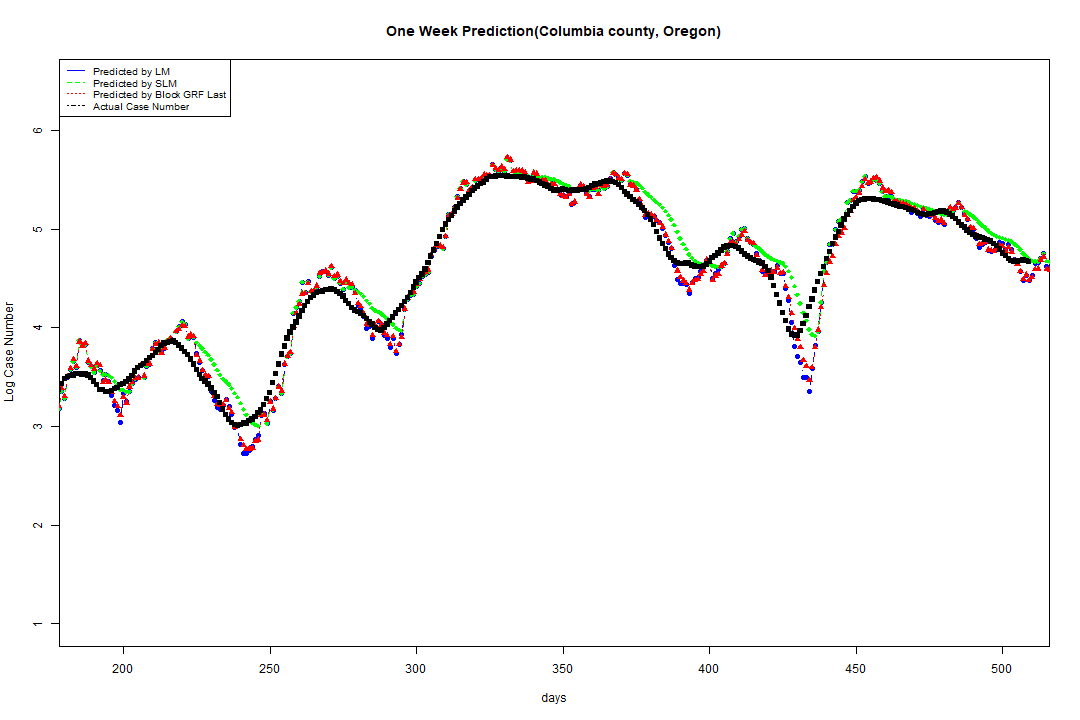 One Week Prediction(Columbia county, Oregon)
Predicted by LM
Predicted by SLM
Predicted by Block GRF Last
Actual Case Number
Log Case Number
6
5
4
3
2
1
200 250 300 350 400 450 500
days